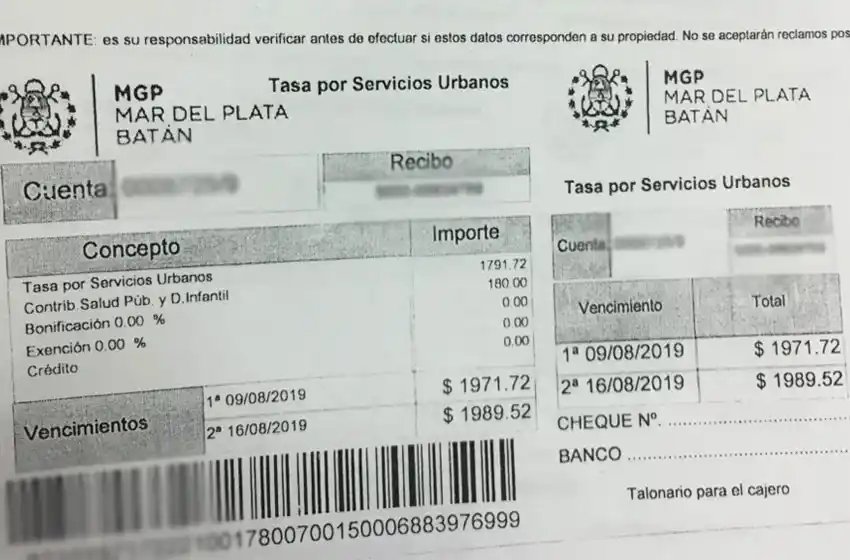 MPORTANTE: es su responsabilidad verificar antes de efectuar si estos datos corresponden a su propiedad. No se aceptarán reclamos pos
MGP
MAR DEL PLATA
BATÁN
Tasa por Servicios Urbanos
Cuenta
Recibo
Concepto
Importe
Tasa por Servicios Urbanos 1791.72
Contrib.Salud Púb. y D.Infantil 180.00
Bonificación 0.00 % 0.00
Exención 0.00 % 0.00
Crédito 0.00
Vencimientos
1ª 09/08/2019 $ 1971.72
2ª 16/08/2019 $ 1989.52
17800700150006883976999
MGP
MAR DEL PLATA
BATÁN
Tasa por Servicios Urbanos
Cuenta
Recibo
Vencimiento Total
1ª 09/08/2019 $ 1971.72
2ª 16/08/2019 $ 1989.52
CHEQUE Nº. ........................................
BANCO ........................................
Talonario para el cajero